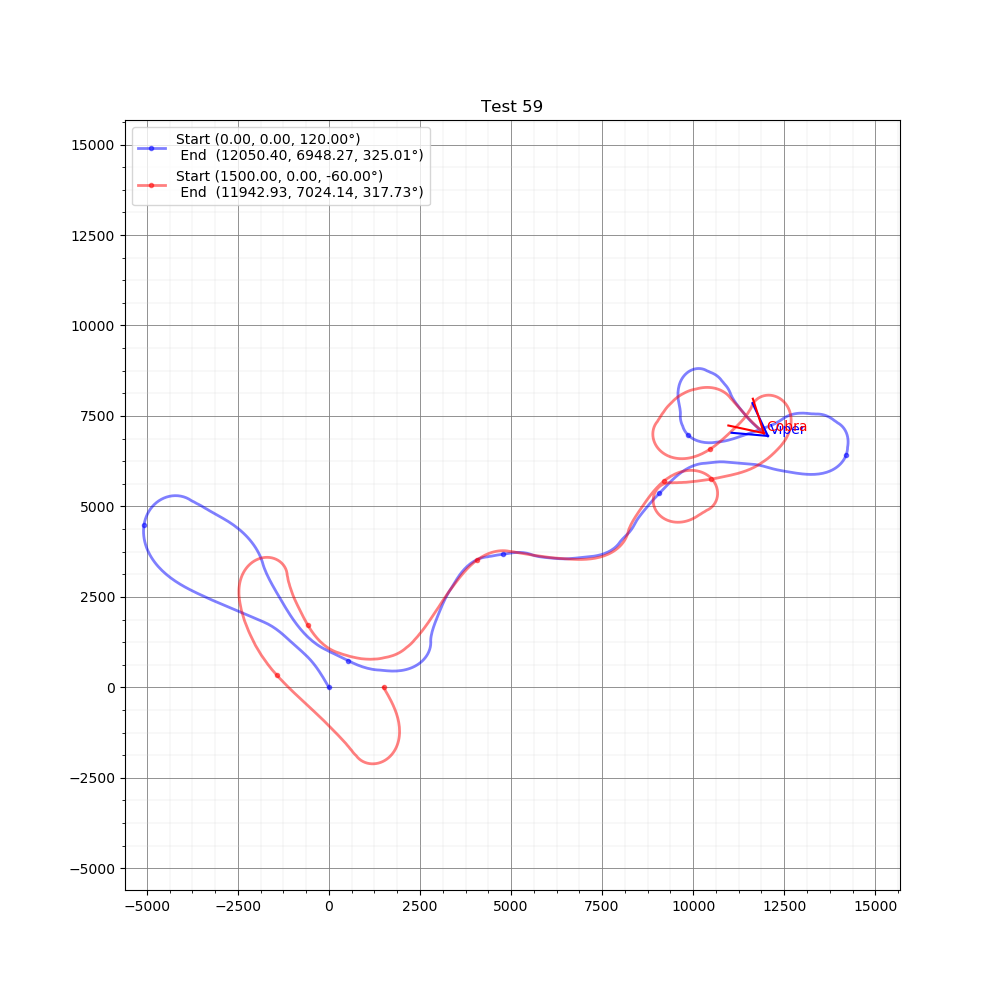 Test 59
Start (0.00, 0.00, 120.00°)
End (12050.40, 6948.27, 325.01°)
Start (1500.00, 0.00, -60.00°)
End (11942.93, 7024.14, 317.73°)
15000
12500
10000
7500
5000
2500
0
−2500
−5000
Cobra
Viper
−5000 −2500 0 2500 5000 7500 10000 12500 15000